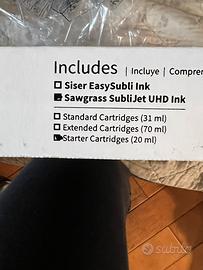 Includes | Incluye | Compren
Siser EasySubli Ink
Sawgrass SubliJet UHD Ink
Standard Cartridges (31 ml)
Extended Cartridges (70 ml)
Starter Cartridges (20 ml)
subito